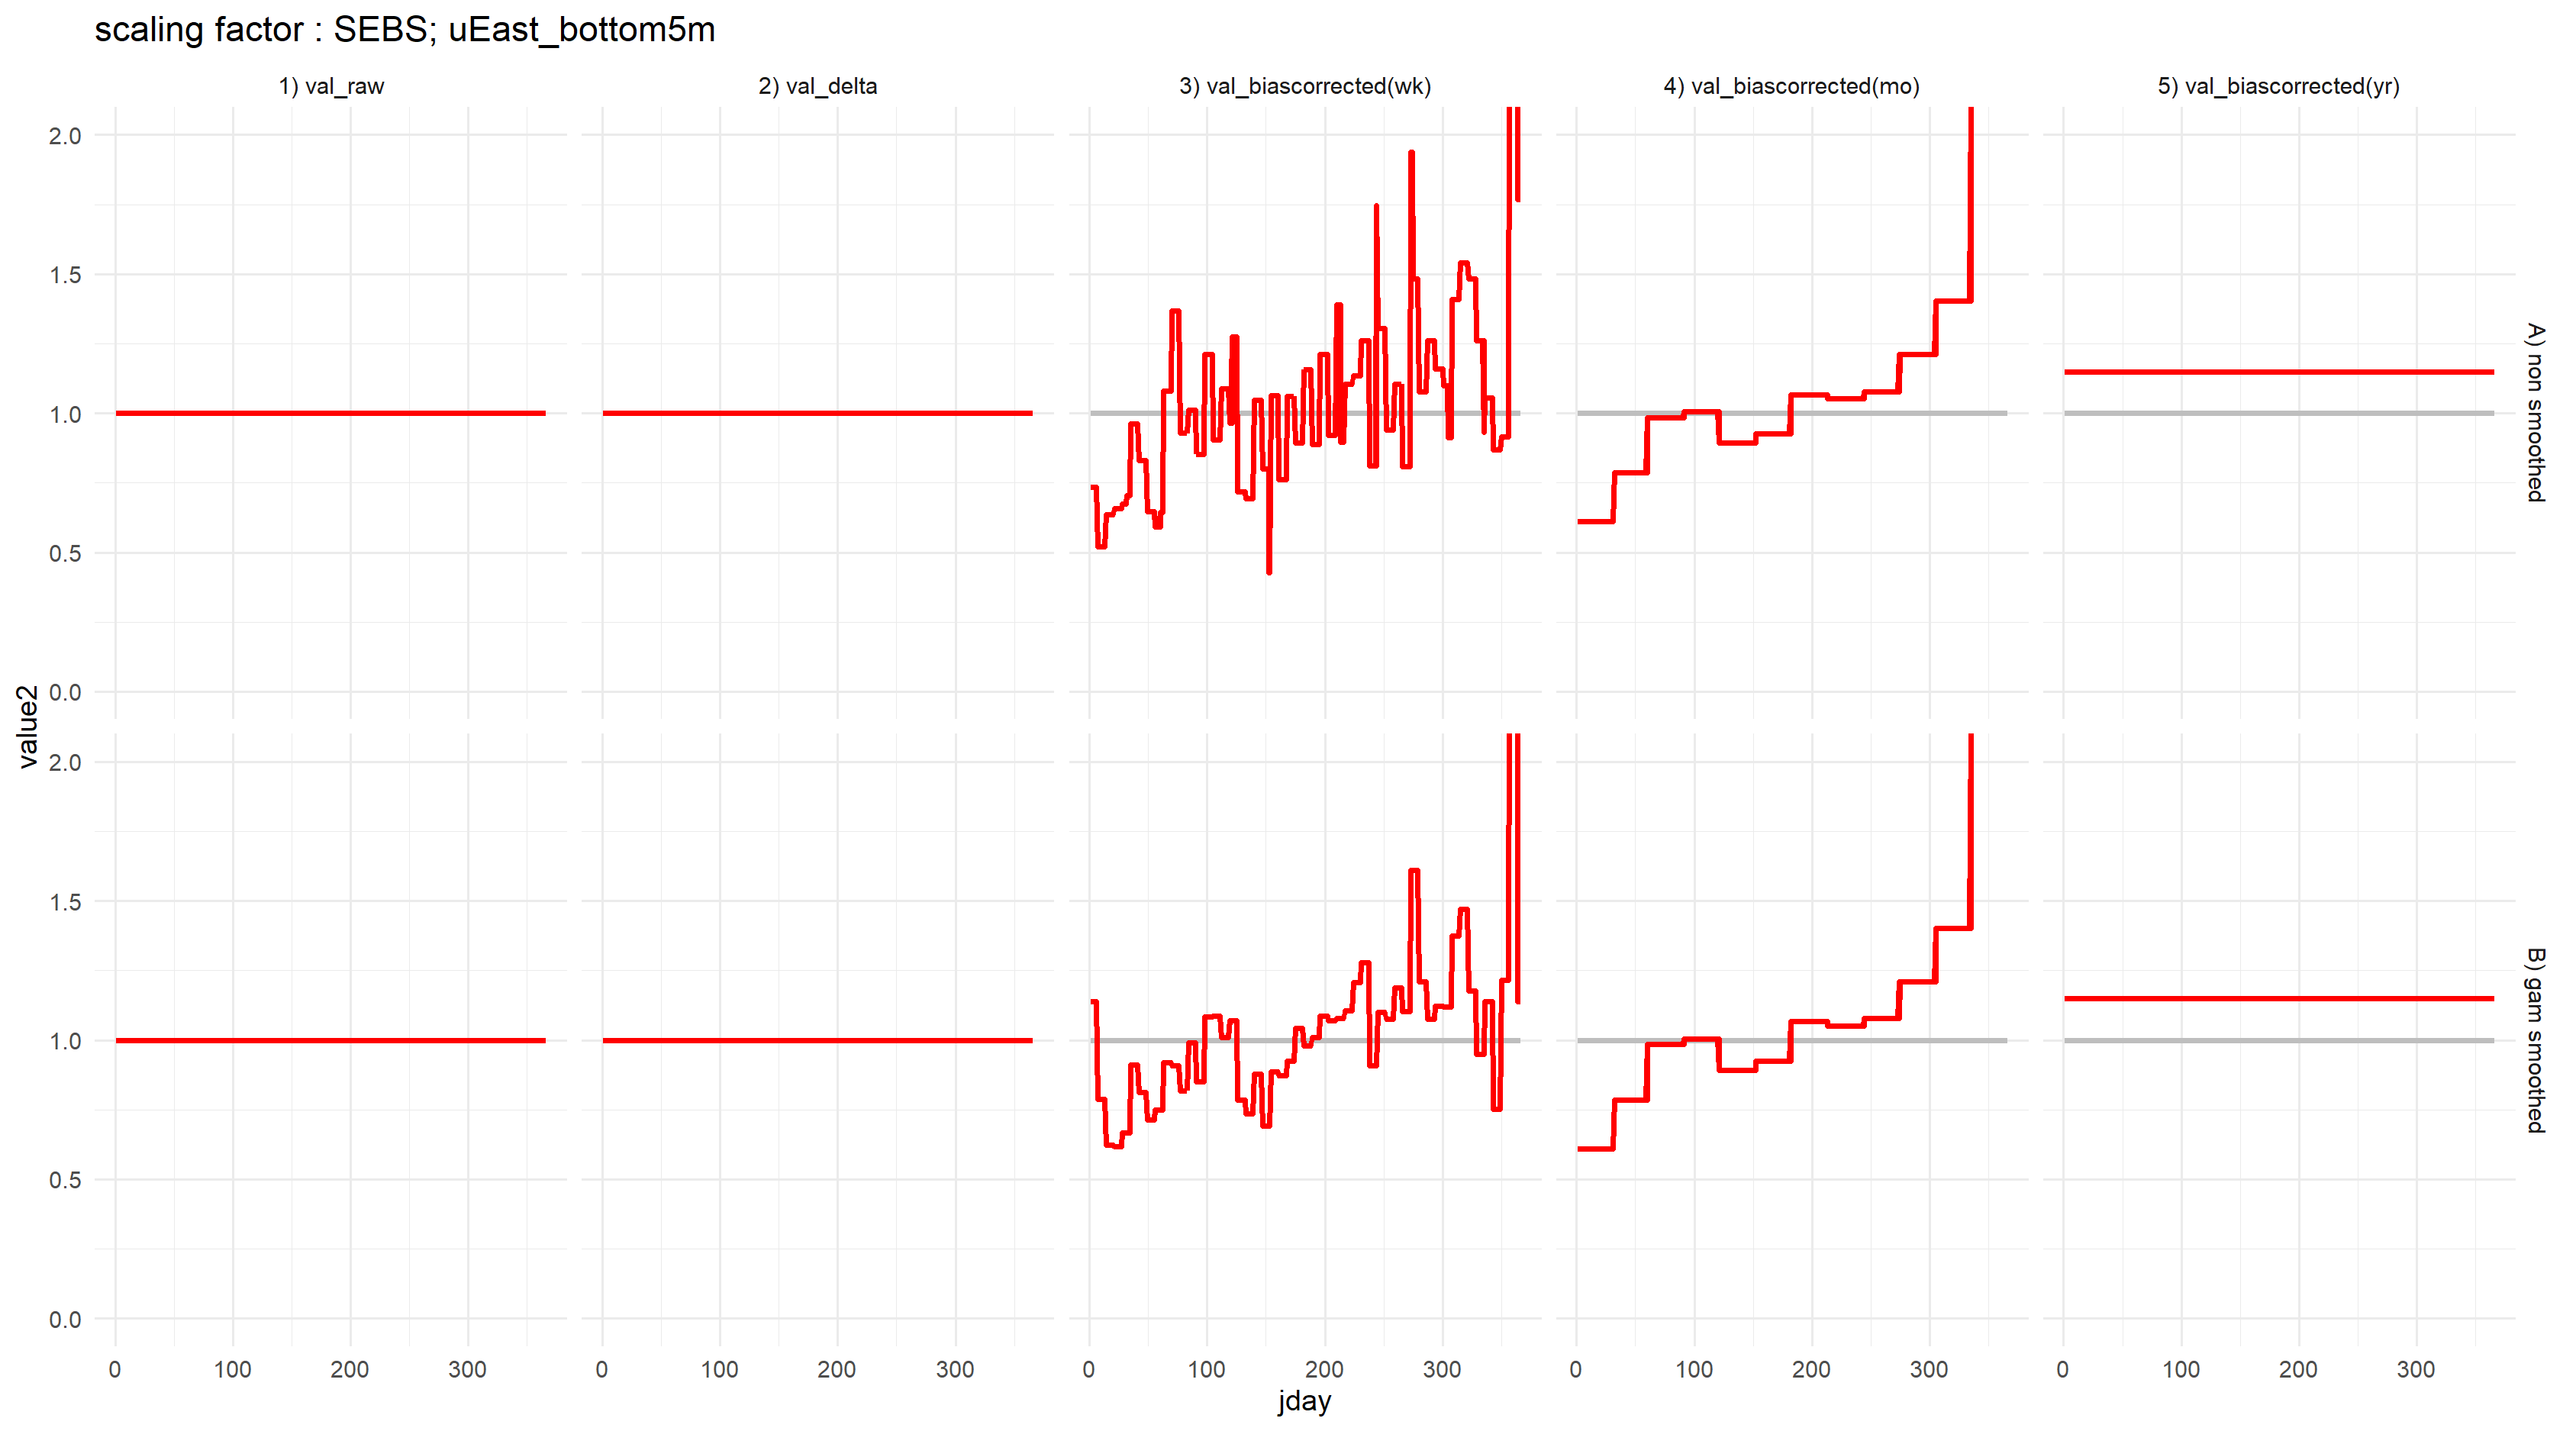 scaling factor : SEBS; uEast_bottom5m
1) val_raw
2) val_delta
3) val_biascorrected(wk)
4) val_biascorrected(mo)
5) val_biascorrected(yr)
2.0
1.5
1.0
0.5
0.0
A) non smoothed
value2
2.0
1.5
1.0
0.5
0.0
B) gam smoothed
0 100 200 300
0 100 200 300
0 100 200 300
0 100 200 300
0 100 200 300
jday